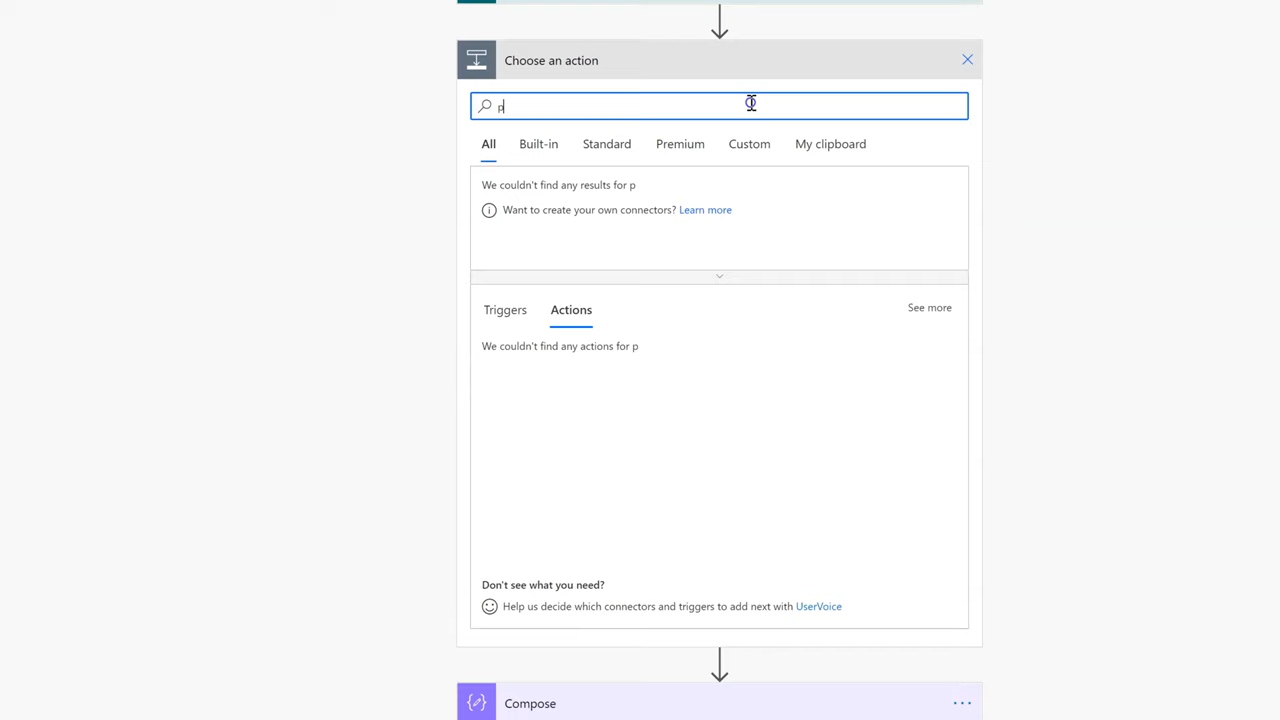 Choose an action
p
All
Built-in
Standard
Premium
Custom
My clipboard
We couldn't find any results for p
Want to create your own connectors? Learn more
Triggers
Actions
See more
We couldn't find any actions for p
Don't see what you need?
Help us decide which connectors and triggers to add next with UserVoice
Compose